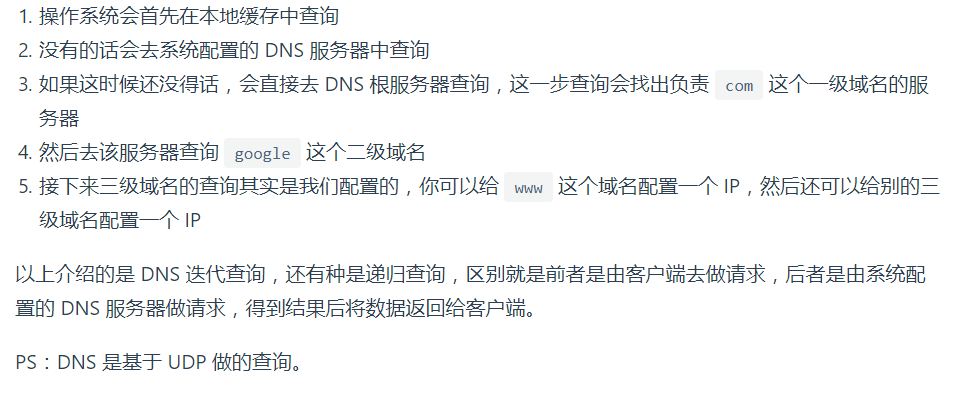 1. 操作系统会首先在本地缓存中查询
2. 没有的话会去系统配置的 DNS 服务器中查询
3. 如果这时候还没得话，会直接去 DNS 根服务器查询，这一步查询会找出负责 com 这个一级域名的服
务器
4. 然后去该服务器查询 google 这个二级域名
5. 接下来三级域名的查询其实是我们配置的，你可以给 www 这个域名配置一个 IP，然后还可以给别的三
级域名配置一个 IP
以上介绍的是 DNS 迭代查询，还有种是递归查询，区别就是前者是由客户端去做请求，后者是由系统配
置的 DNS 服务器做请求，得到结果后将数据返回给客户端。
PS：DNS 是基于 UDP 做的查询。